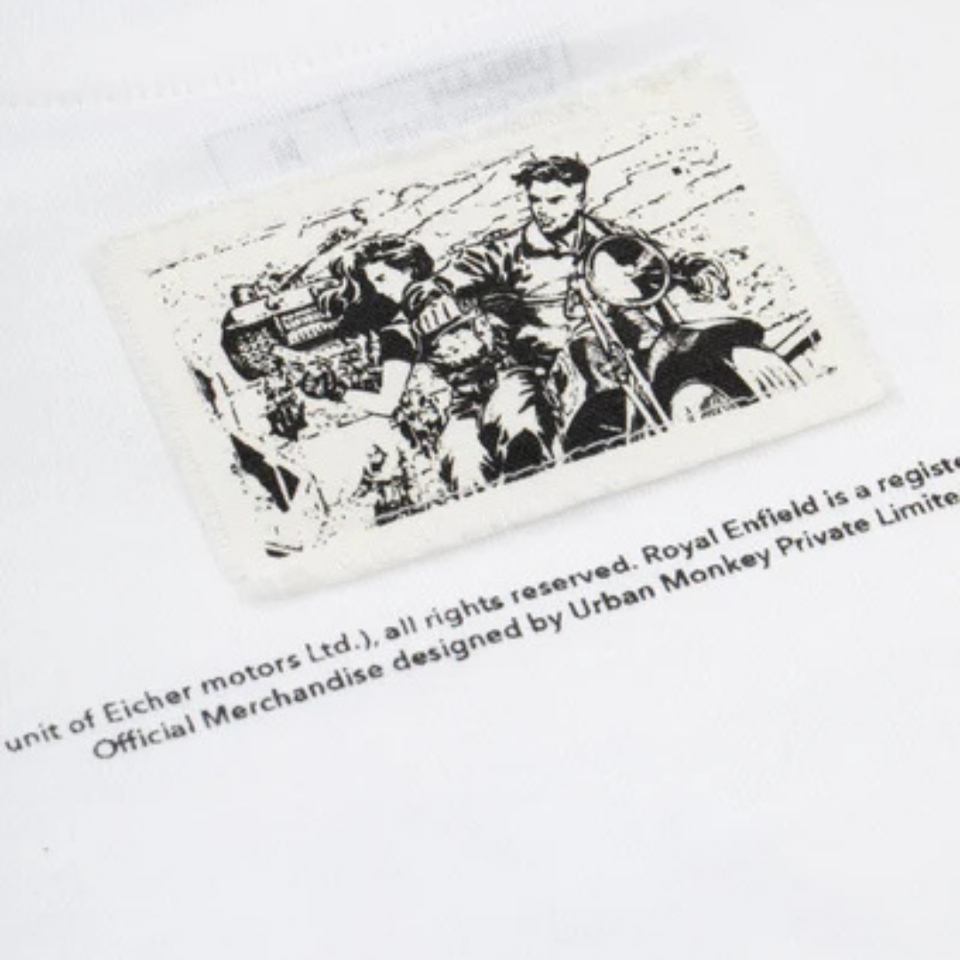 unit of Eicher motors Ltd.), all rights reserved. Royal Enfield is a registe
Official Merchandise designed by Urban Monkey Private Limite